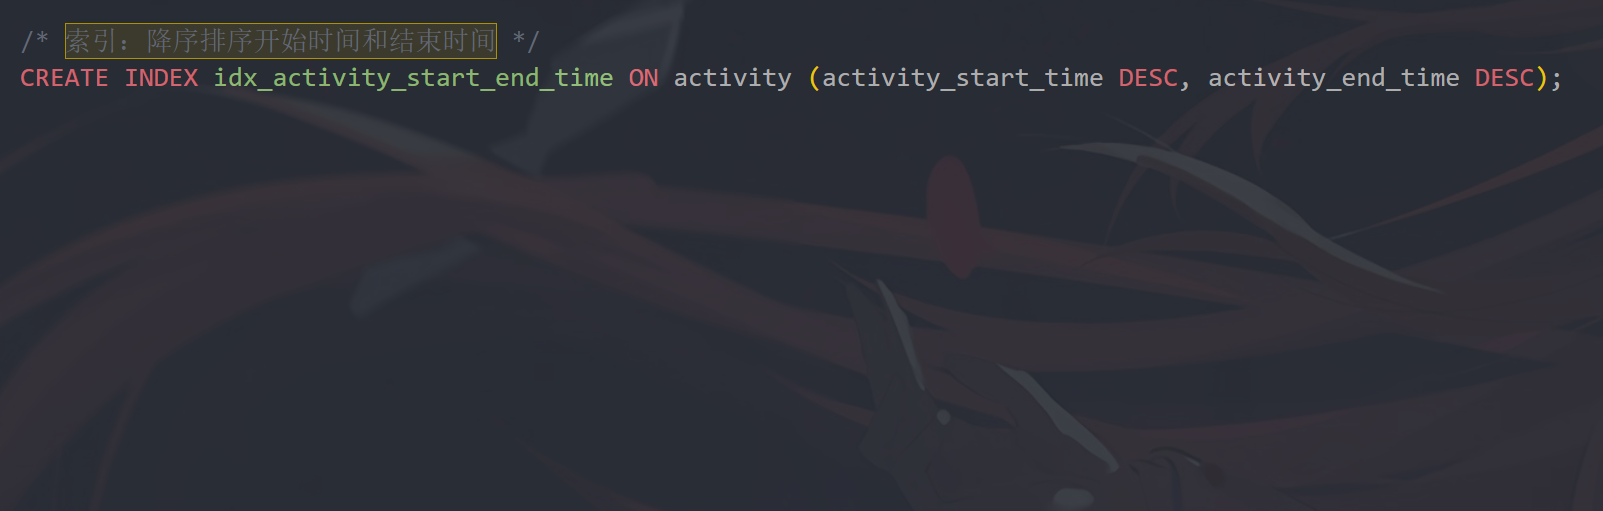 /* 索引：降序排序开始时间和结束时间 */
CREATE INDEX idx_activity_start_end_time ON activity (activity_start_time DESC, activity_end_time DESC);